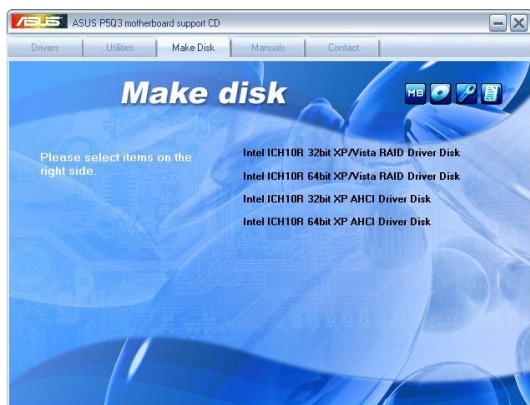 ASUS ASUS P5Q3 motherboard support CD
Drivers Utilities Make Disk Manuals Contact
Make disk
MB
Please select items on the
right side.
Intel ICH10R 32bit XP/Vista RAID Driver Disk
Intel ICH10R 64bit XP/Vista RAID Driver Disk
Intel ICH10R 32bit XP AHCI Driver Disk
Intel ICH10R 64bit XP AHCI Driver Disk